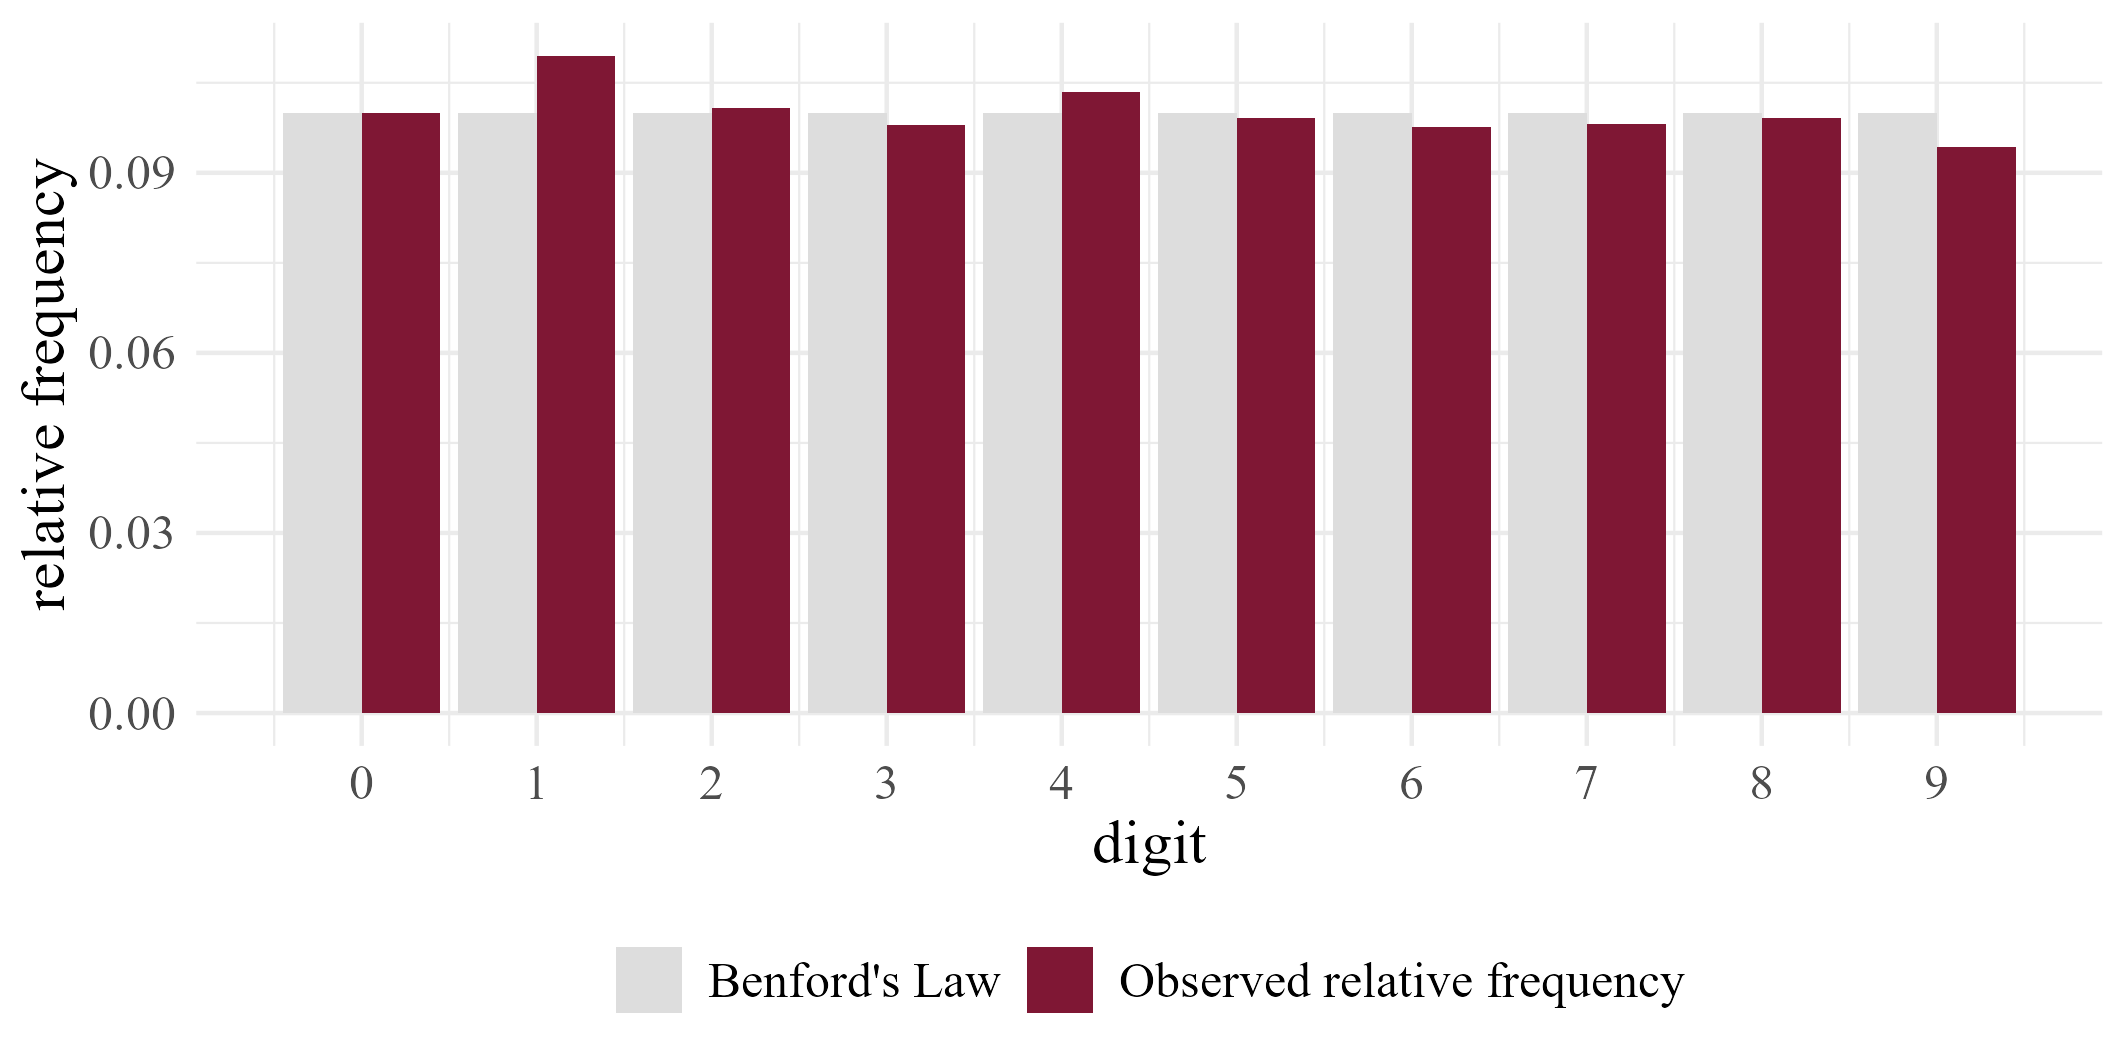 relative frequency
0.09
0.06
0.03
0.00
0 1 2 3 4 5 6 7 8 9
digit
Benford's Law Observed relative frequency